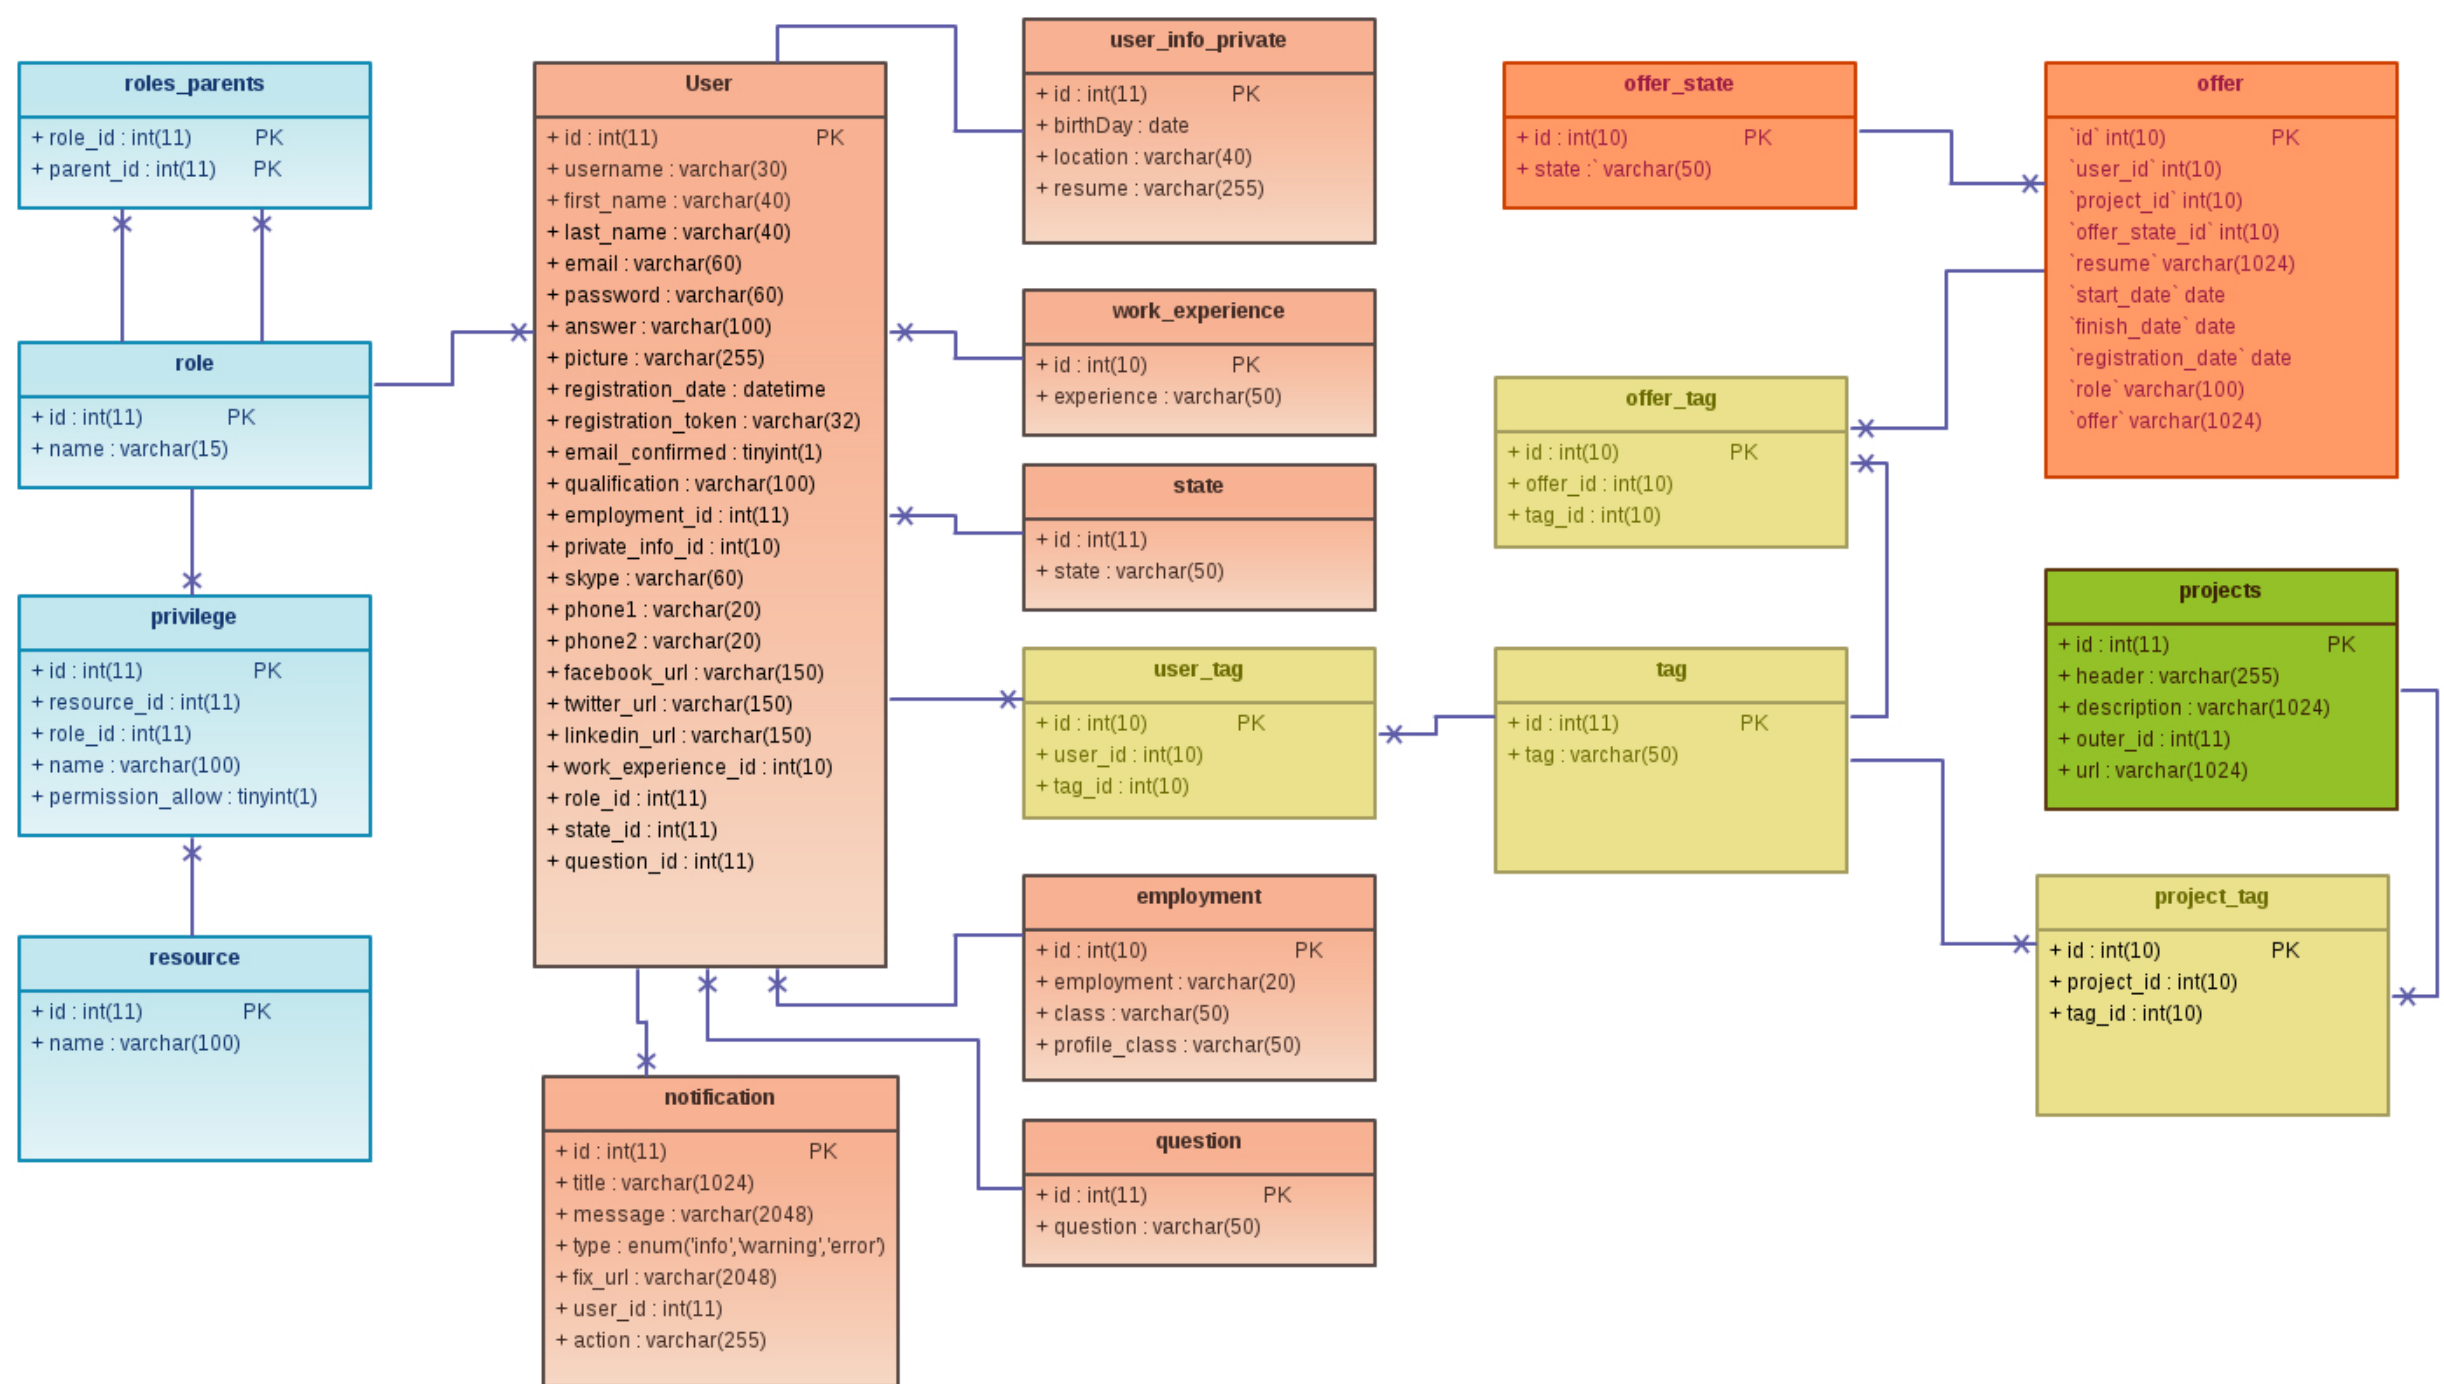 roles_parents
+ role_id : int(11) PK
+ parent_id : int(11) PK
role
+ id : int(11) PK
+ name : varchar(15)
privilege
+ id : int(11) PK
+ resource_id : int(11)
+ role_id : int(11)
+ name : varchar(100)
+ permission_allow : tinyint(1)
resource
+ id : int(11) PK
+ name : varchar(100)
User
+ id : int(11) PK
+ username : varchar(30)
+ first_name : varchar(40)
+ last_name : varchar(40)
+ email : varchar(60)
+ password : varchar(60)
+ answer : varchar(100)
+ picture : varchar(255)
+ registration_date : datetime
+ registration_token : varchar(32)
+ email_confirmed : tinyint(1)
+ qualification : varchar(100)
+ employment_id : int(11)
+ private_info_id : int(10)
+ skype : varchar(60)
+ phone1 : varchar(20)
+ phone2 : varchar(20)
+ facebook_url : varchar(150)
+ twitter_url : varchar(150)
+ linkedin_url : varchar(150)
+ work_experience_id : int(10)
+ role_id : int(11)
+ state_id : int(11)
+ question_id : int(11)
notification
+ id : int(11) PK
+ title : varchar(1024)
+ message : varchar(2048)
+ type : enum('info','warning','error')
+ fix_url : varchar(2048)
+ user_id : int(11)
+ action : varchar(255)
user_info_private
+ id : int(11) PK
+ birthDay : date
+ location : varchar(40)
+ resume : varchar(255)
work_experience
+ id : int(10) PK
+ experience : varchar(50)
state
+ id : int(11)
+ state : varchar(50)
user_tag
+ id : int(10) PK
+ user_id : int(10)
+ tag_id : int(10)
employment
+ id : int(10) PK
+ employment : varchar(20)
+ class : varchar(50)
+ profile_class : varchar(50)
question
+ id : int(11) PK
+ question : varchar(50)
offer_state
+ id : int(10) PK
+ state :` varchar(50)
offer_tag
+ id : int(10) PK
+ offer_id : int(10)
+ tag_id : int(10)
tag
+ id : int(11) PK
+ tag : varchar(50)
offer
`id` int(10) PK
`user_id` int(10)
`project_id` int(10)
`offer_state_id` int(10)
`resume` varchar(1024)
`start_date` date
`finish_date` date
`registration_date` date
`role` varchar(100)
`offer` varchar(1024)
projects
+ id : int(11) PK
+ header : varchar(255)
+ description : varchar(1024)
+ outer_id : int(11)
+ url : varchar(1024)
project_tag
+ id : int(10) PK
+ project_id : int(10)
+ tag_id : int(10)